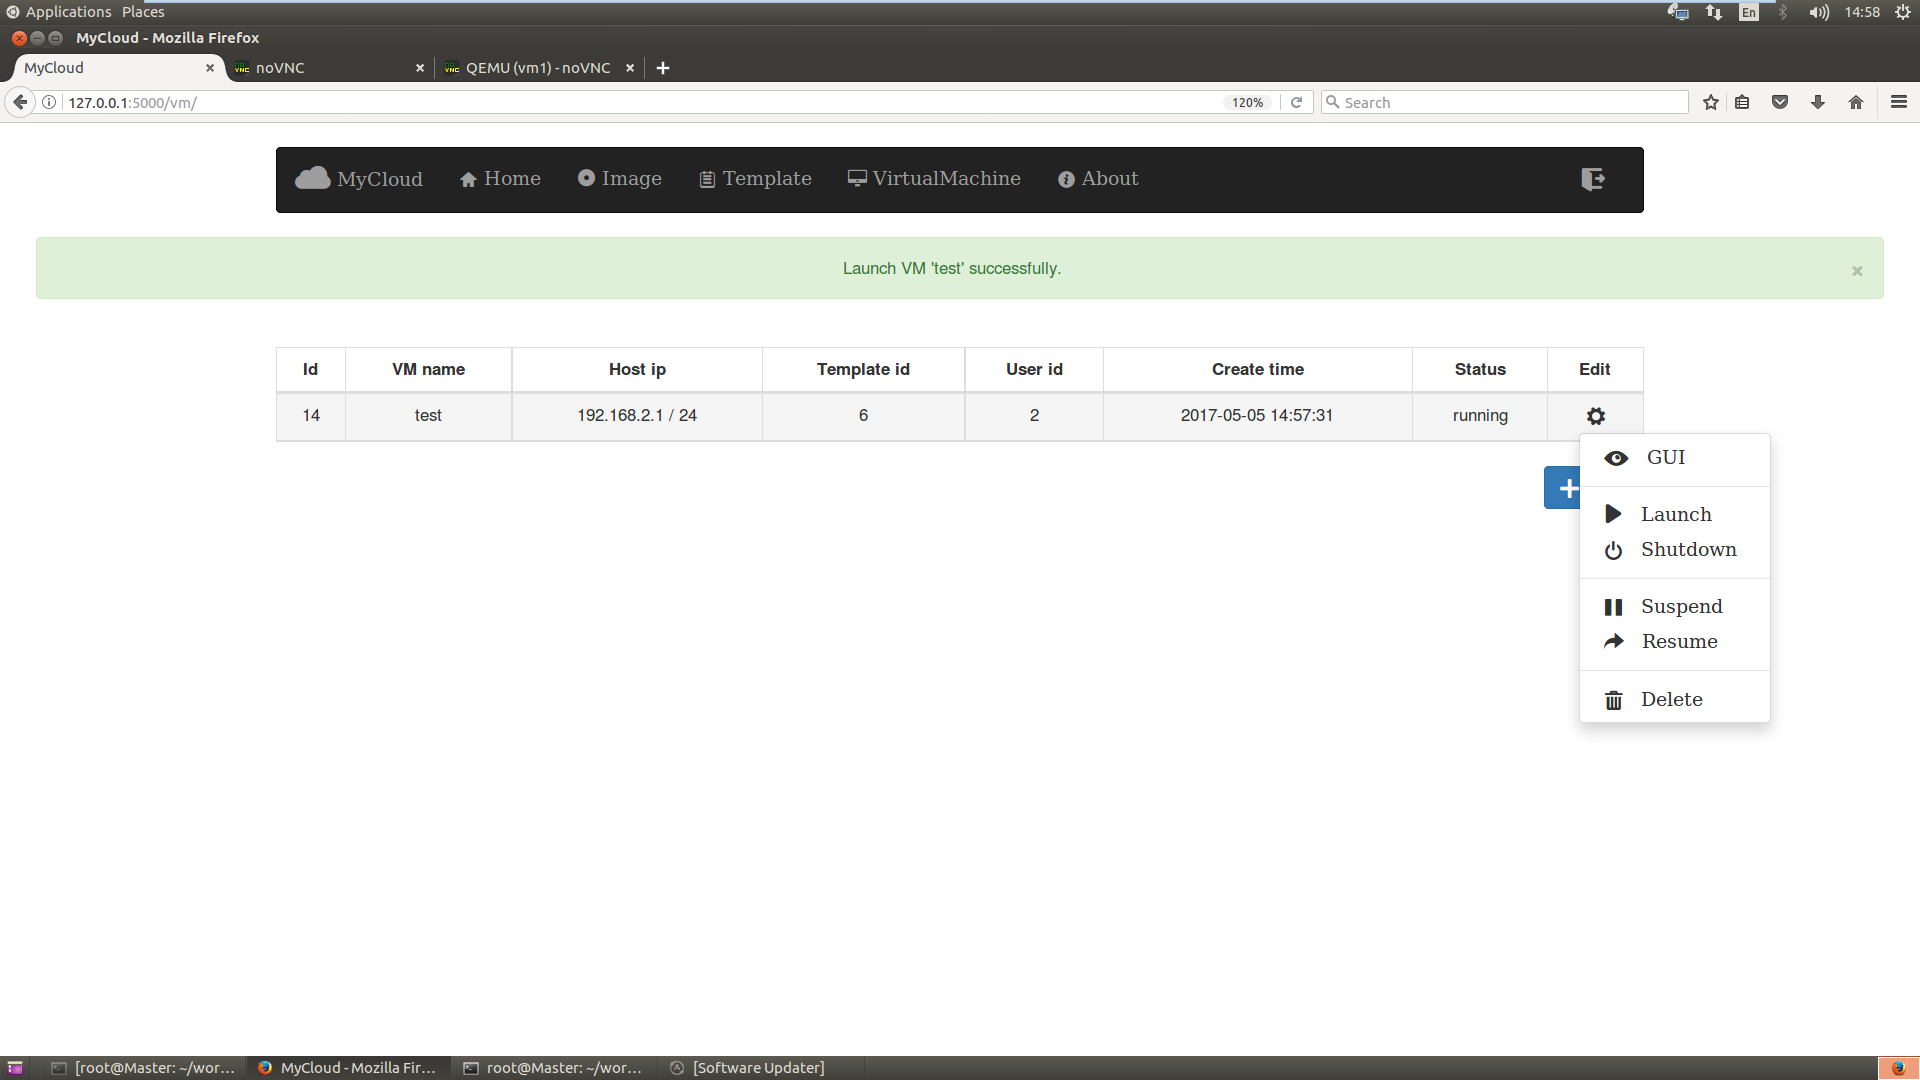 Applications Places En 14:58
MyCloud - Mozilla Firefox
MyCloud noVNC QEMU (vm1) - noVNC
127.0.0.1:5000/vm/ 120% Search
MyCloud Home Image Template VirtualMachine About
Launch VM 'test' successfully.
Id VM name Host ip Template id User id Create time Status Edit
14 test 192.168.2.1 / 24 6 2 2017-05-05 14:57:31 running
GUI
Launch
Shutdown
Suspend
Resume
Delete
[root@Master: ~/wor... MyCloud - Mozilla Fir... root@Master: ~/wor... [Software Updater]